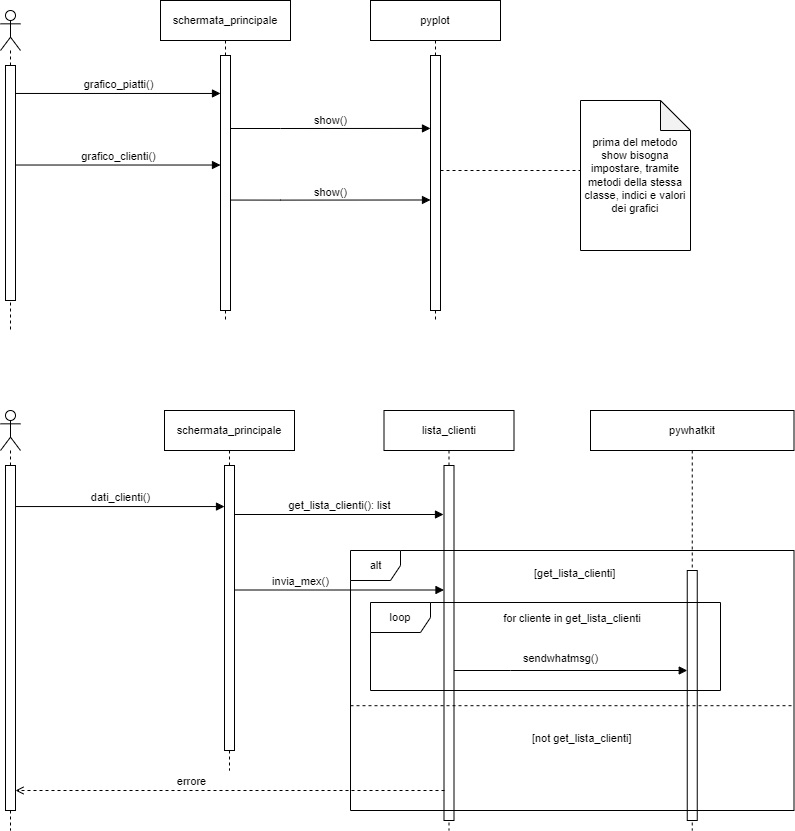 schermata_principale
pyplot
grafico_piatti()
show()
grafico_clienti()
show()
prima del metodo
show bisogna
impostare, tramite
metodi della stessa
classe, indici e valori
dei grafici
schermata_principale
lista_clienti
pywhatkit
dati_clienti()
get_lista_clienti(): list
alt
[get_lista_clienti]
invia_mex()
loop
for cliente in get_lista_clienti
sendwhatmsg()
[not get_lista_clienti]
errore